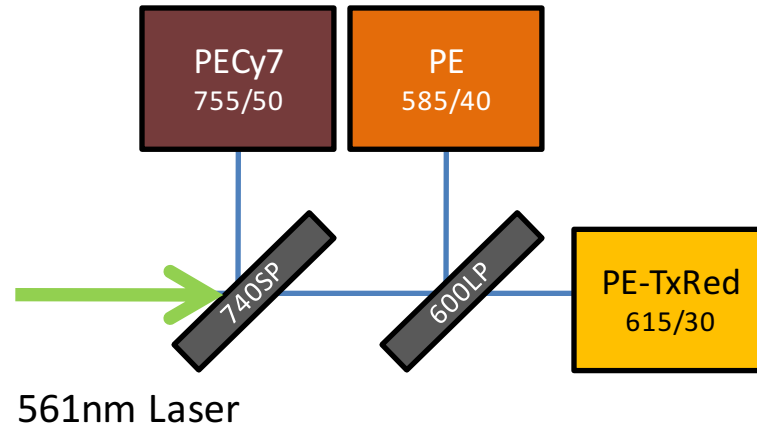 PECy7
755/50
PE
585/40
740SP
600LP
PE-TxRed
615/30
561nm Laser